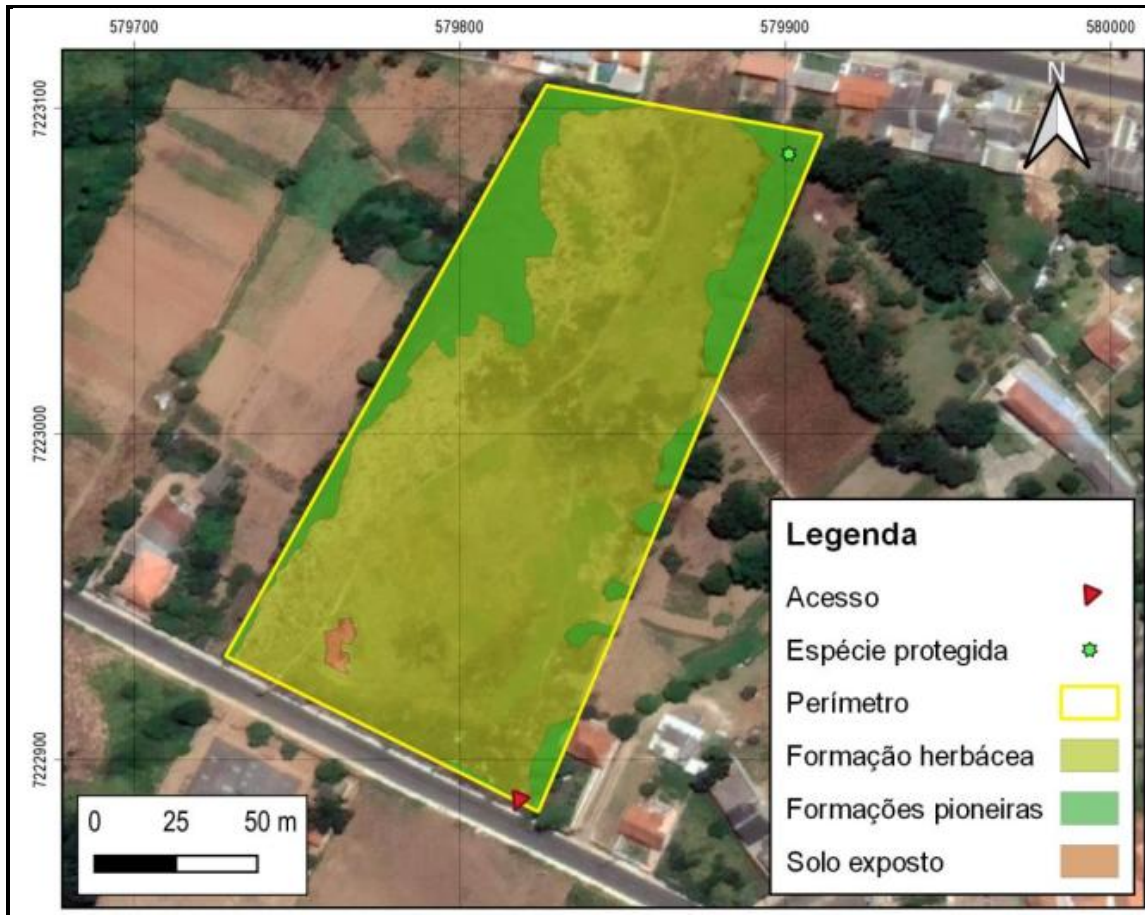 579700 579800 579900 580000
7223100
7223000
7222900
N
Legenda
Acesso
Espécie protegida
Perímetro
Formação herbácea
Formações pioneiras
Solo exposto
0 25 50 m